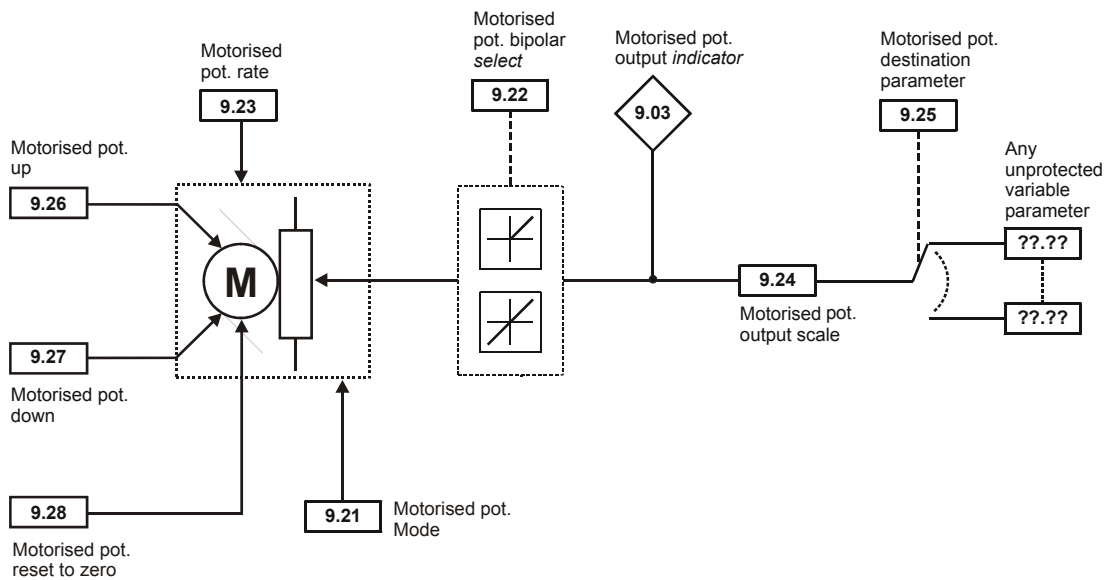 Motorised
pot. rate
9.23
Motorised
pot. bipolar
select
9.22
Motorised pot.
output indicator
9.03
Motorised pot.
destination
parameter
9.25
Motorised pot.
up
9.26
Any
unprotected
variable
parameter
??.??
M
9.24
Motorised pot.
output scale
??.??
9.27
Motorised pot.
down
9.28
Motorised pot.
reset to zero
9.21
Motorised pot.
Mode